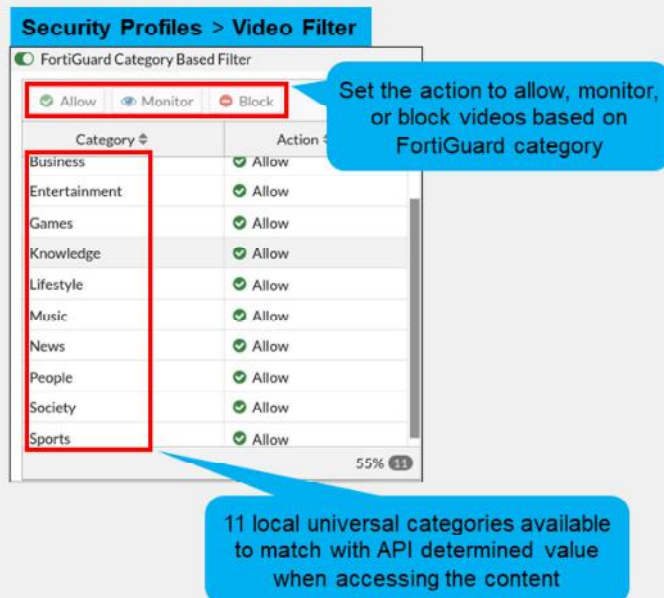 Security Profiles > Video Filter
FortiGuard Category Based Filter
Allow Monitor Block
Set the action to allow, monitor,
or block videos based on
FortiGuard category
Category Action
Business Allow
Entertainment Allow
Games Allow
Knowledge Allow
Lifestyle Allow
Music Allow
News Allow
People Allow
Society Allow
Sports Allow
55% 11
11 local universal categories available
to match with API determined value
when accessing the content